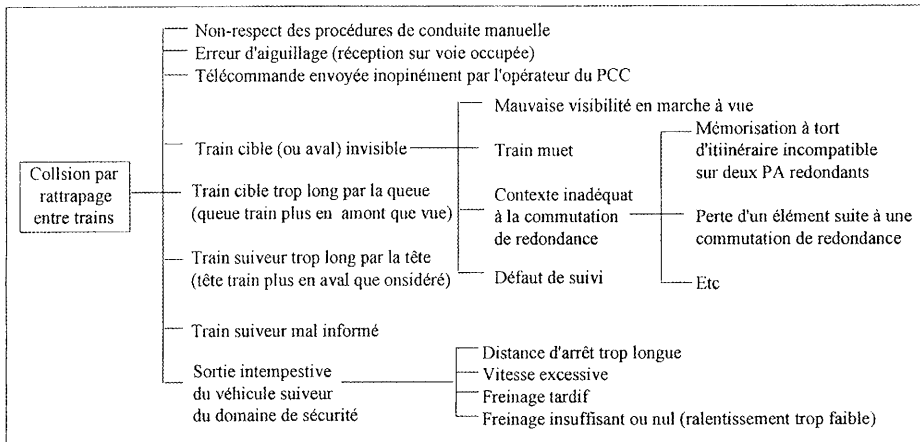 Non-respect des procédures de conduite manuelle
Erreur d'aiguillage (réception sur voie occupée)
Télécommande envoyée inopinément par l'opérateur du PCC
Collsion par
rattrapage
entre trains
Train cible (ou aval) invisible
Train cible trop long par la queue
(queue train plus en amont que vue)
Train suiveur trop long par la tête
(tête train plus en aval que onsidéré)
Train suiveur mal informé
Sortie intempestive
du véhicule suiveur
du domaine de sécurité
Mauvaise visibilité en marche à vue
Train muet
Contexte inadéquat
à la commutation
de redondance
Défaut de suivi
Mémorisation à tort
d'itiinéraire incompatible
sur deux PA redondants
Perte d'un élément suite à une
commutation de redondance
Etc
Distance d'arrêt trop longue
Vitesse excessive
Freinage tardif
Freinage insuffisant ou nul (ralentissement trop faible)